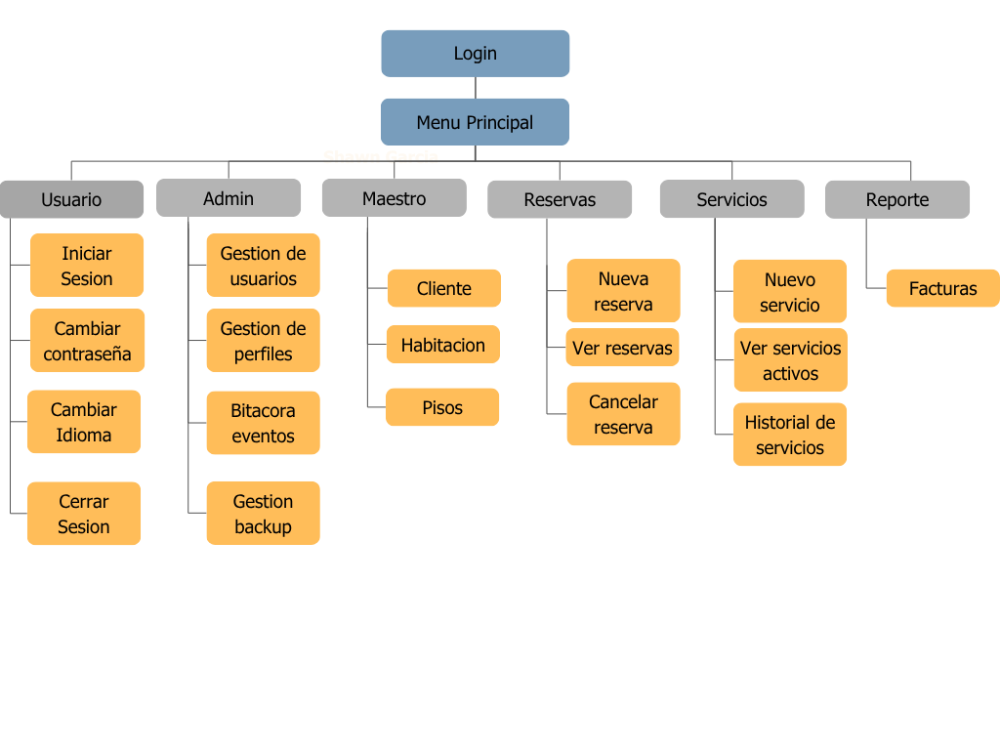 Login
Menu Principal
Shawn Garcia
Usuario
Admin
Maestro
Reservas
Servicios
Reporte
Iniciar
Sesion
Cambiar
contraseña
Cambiar
Idioma
Cerrar
Sesion
Gestion de
usuarios
Gestion de
perfiles
Bitacora
eventos
Gestion
backup
Cliente
Habitacion
Pisos
Nueva
reserva
Ver reservas
Cancelar
reserva
Nuevo
servicio
Ver servicios
activos
Historial de
servicios
Facturas